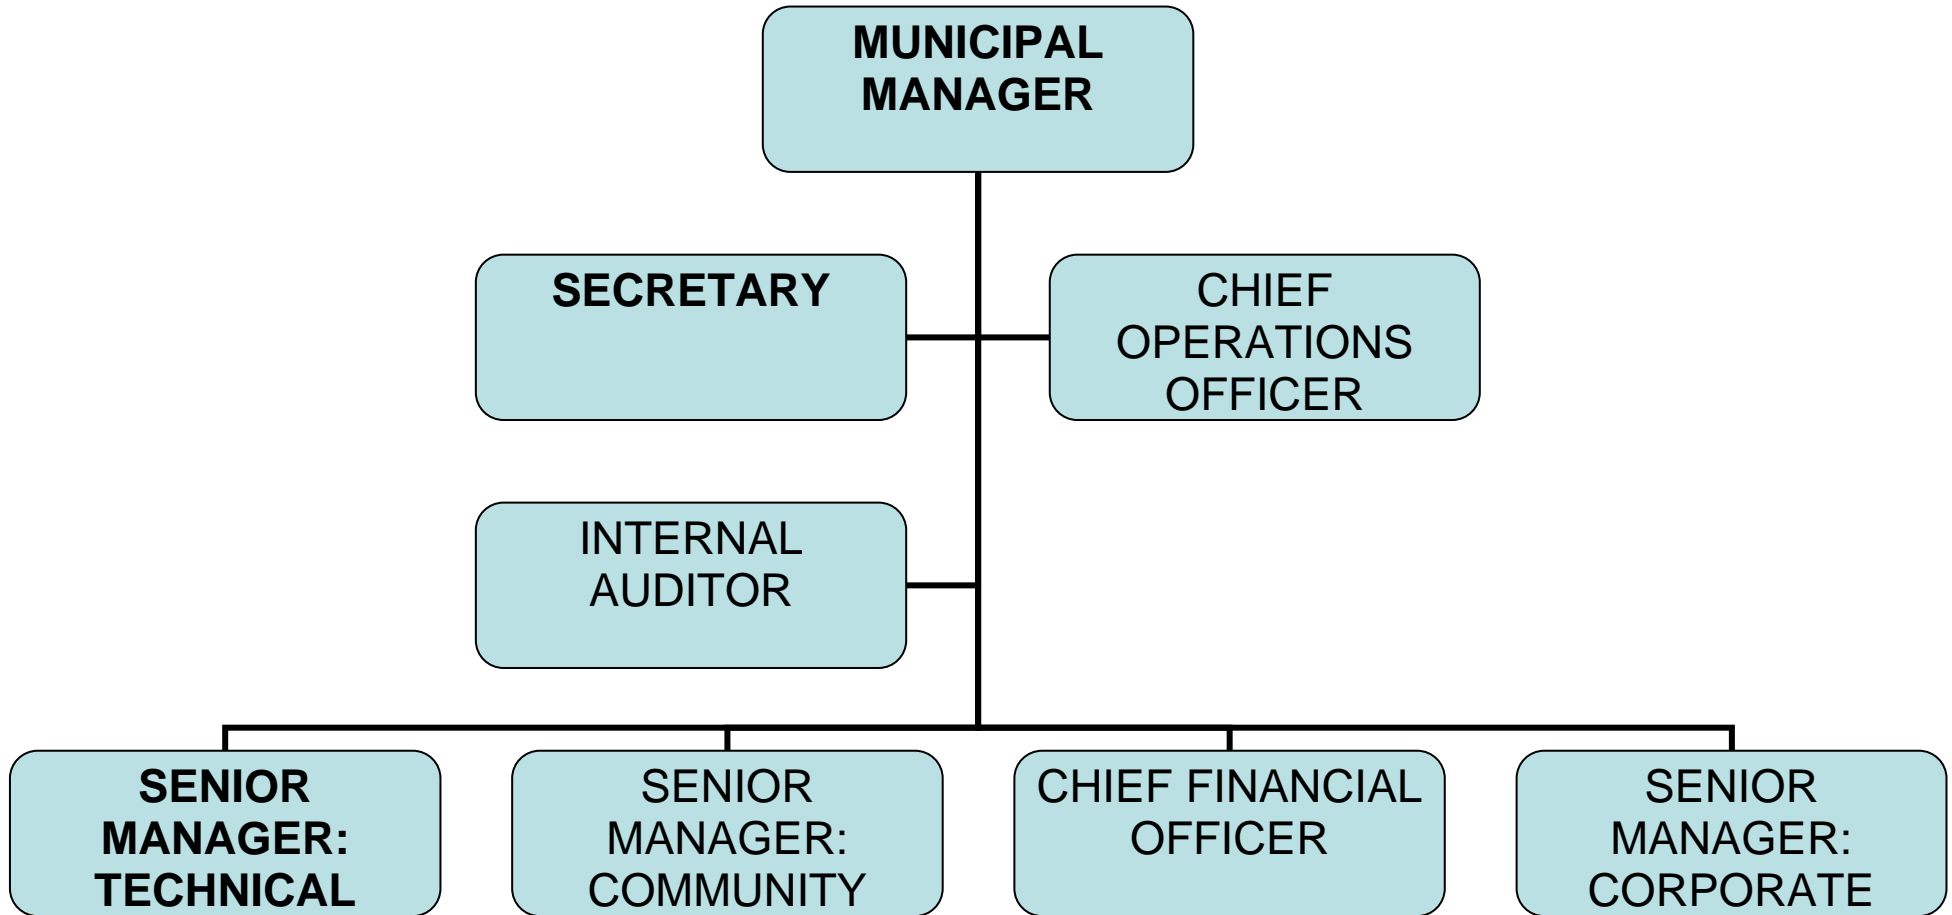 MUNICIPAL
MANAGER
SECRETARY
CHIEF
OPERATIONS
OFFICER
INTERNAL
AUDITOR
SENIOR
MANAGER:
TECHNICAL
SENIOR
MANAGER:
COMMUNITY
CHIEF FINANCIAL
OFFICER
SENIOR
MANAGER:
CORPORATE